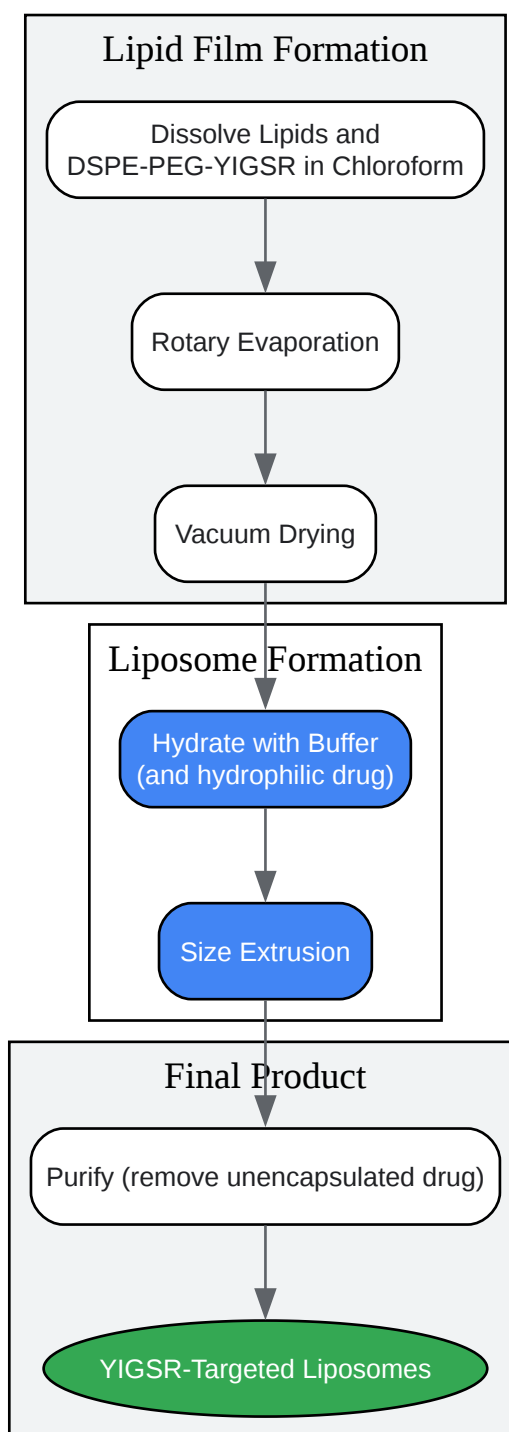 Lipid Film Formation
Dissolve Lipids and
DSPE-PEG-YIGSR in Chloroform
Rotary Evaporation
Vacuum Drying
Liposome Formation
Hydrate with Buffer
(and hydrophilic drug)
Size Extrusion
Final Product
Purify (remove unencapsulated drug)
YIGSR-Targeted Liposomes